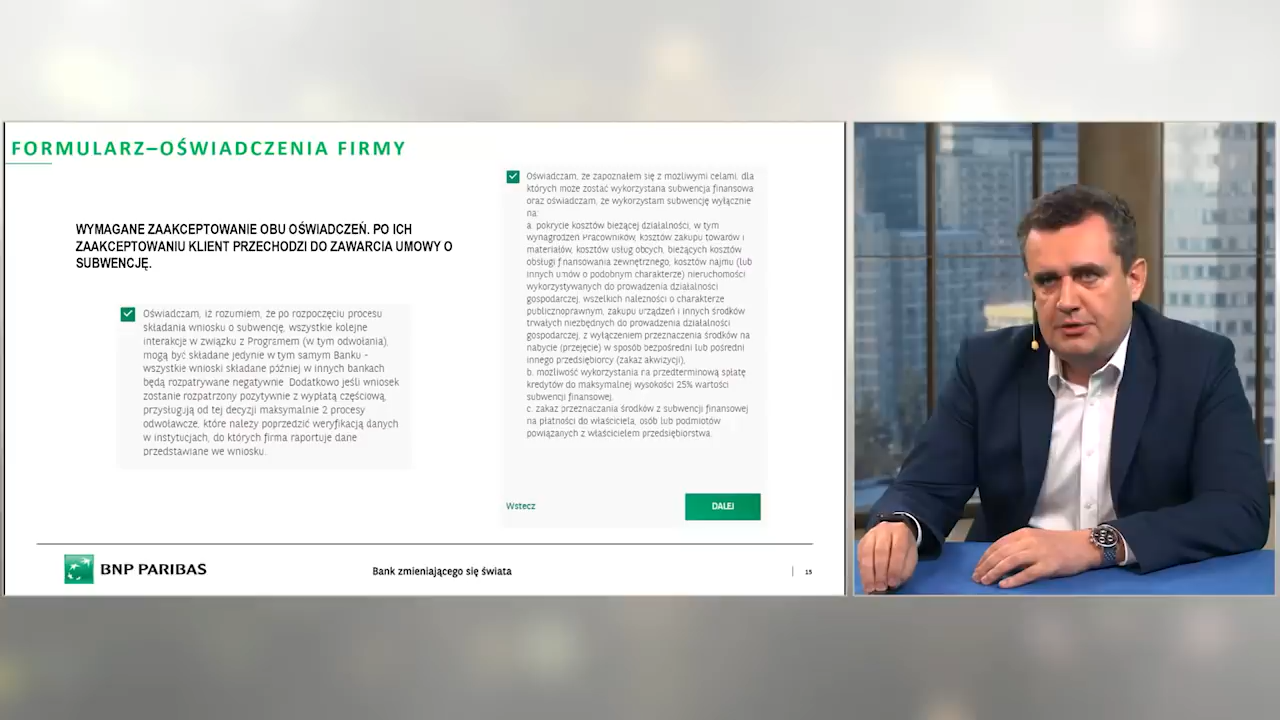 FORMULARZ–OŚWIADCZENIA FIRMY
WYMAGANE ZAAKCEPTOWANIE OBU OŚWIADCZEŃ. PO ICH
ZAAKCEPTOWANIU KLIENT PRZECHODZI DO ZAWARCIA UMOWY O
SUBWENCJĘ.
Oświadczam, iż rozumiem, że po rozpoczęciu procesu
składania wniosku o subwencję, wszystkie kolejne
interakcje w związku z Programem (w tym odwołania),
mogą być składane jedynie w tym samym Banku -
wszystkie wnioski składane później w innych bankach
będą rozpatrywane negatywnie. Dodatkowo jeśli wniosek
zostanie rozpatrzony pozytywnie z wypłatą częściową,
przysługują od tej decyzji maksymalnie 2 procesy
odwoławcze, które należy poprzedzić weryfikacją danych
w instytucjach, do których firma raportuje dane
przedstawiane we wniosku.
Oświadczam, że zapoznałem się z możliwymi celami, dla
których może zostać wykorzystana subwencja finansowa
oraz oświadczam, że wykorzystam subwencję wyłącznie
na:
a. pokrycie kosztów bieżącej działalności, w tym
wynagrodzeń Pracowników, kosztów zakupu towarów i
materiałów, kosztów usług obcych, bieżących kosztów
obsługi finansowania zewnętrznego, kosztów najmu (lub
innych umów o podobnym charakterze) nieruchomości
wykorzystywanych do prowadzenia działalności
gospodarczej, wszelkich należności o charakterze
publicznoprawnym, zakupu urządzeń i innych środków
trwałych niezbędnych do prowadzenia działalności
gospodarczej, z wyłączeniem przeznaczenia środków na
nabycie (przejęcie) w sposób bezpośredni lub pośredni
innego przedsiębiorcy (zakaz akwizycji),
b. możliwość wykorzystania na przedterminową spłatę
kredytów do maksymalnej wysokości 25% wartości
subwencji finansowej,
c. zakaz przeznaczania środków z subwencji finansowej
na płatności do właściciela, osób lub podmiotów
powiązanych z właścicielem przedsiębiorstwa.
Wstecz
DALEJ
BNP PARIBAS
Bank zmieniającego się świata
15